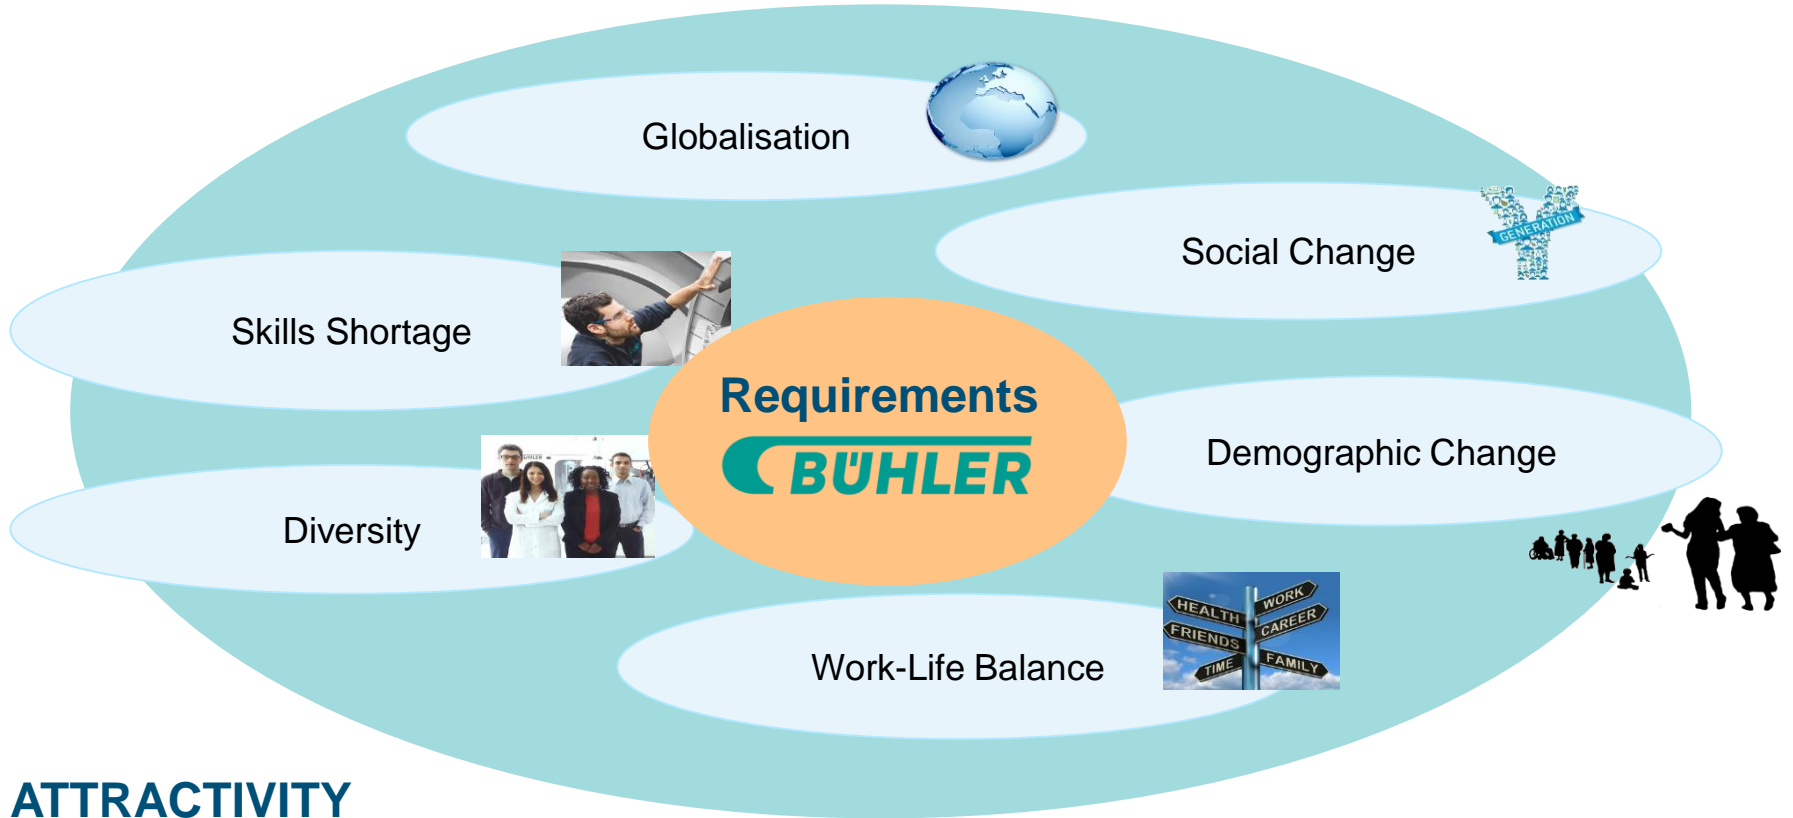 Globalisation
GENERATION
Social Change
Skills Shortage
Requirements
BÜHLER
Demographic Change
BÜHLER
Diversity
HEALTH
WORK
FRIENDS
CAREER
TIME
FAMILY
Work-Life Balance
ATTRACTIVITY